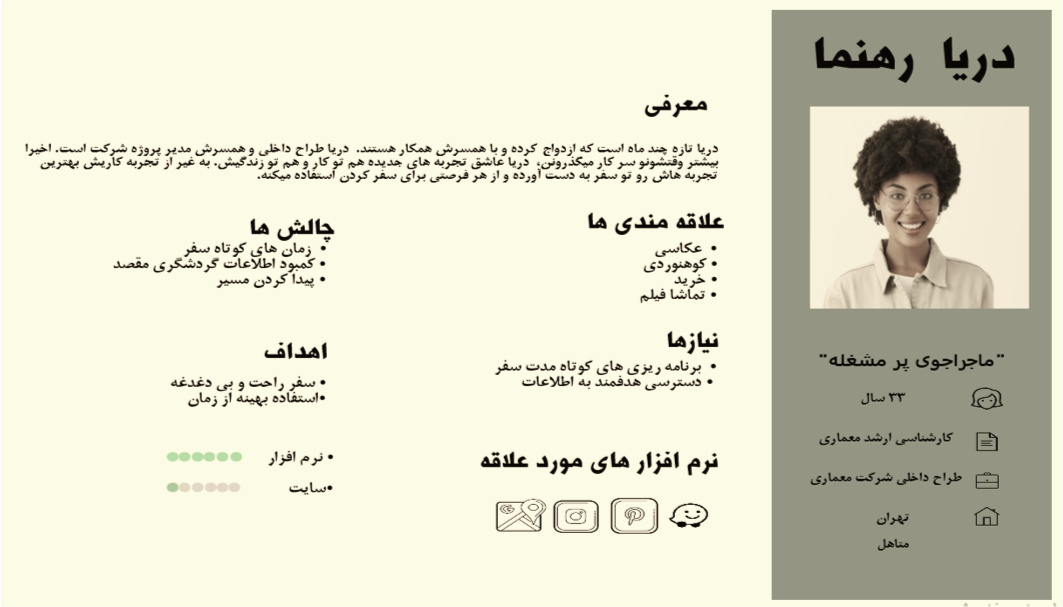 دریا رهنما
"ماجراجوی پر مشغله"
۳۳ سال
کارشناسی ارشد معماری
طراح داخلی شرکت معماری
تهران
متاهل
معرفی
دریا تازه چند ماه است که ازدواج کرده و با همسرش همکار هستند. دریا طراح داخلی و همسرش مدیر پروژه شرکت است. اخیرا
بیشتر وقتشونو سر کار میگذرونن، دریا عاشق تجربه های جدیده هم تو کار و هم تو زندگیش. به غیر از تجربه کاریش بهترین
تجربه هاش رو تو سفر به دست آورده و از هر فرصتی برای سفر کردن استفاده میکنه.
علاقه مندی ها
• عکاسی
• کوهنوردی
• خرید
• تماشا فیلم
چالش ها
• زمان های کوتاه سفر
• کمبود اطلاعات گردشگری مقصد
• پیدا کردن مسیر
نیازها
• برنامه ریزی های کوتاه مدت سفر
• دسترسی هدفمند به اطلاعات
اهداف
• سفر راحت و بی دغدغه
•استفاده بهینه از زمان
نرم افزار های مورد علاقه
• نرم افزار
•سایت